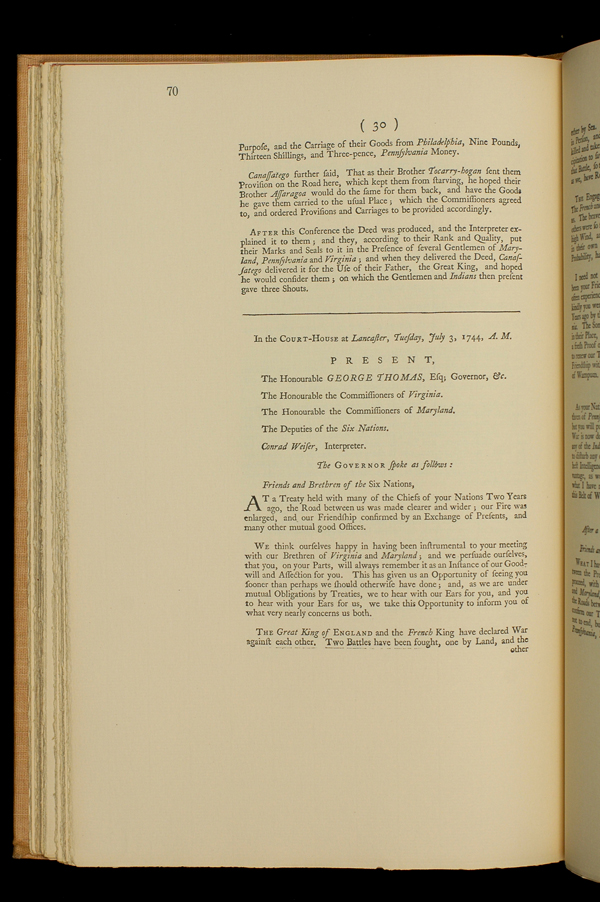 70
( 30 )
Purpoſe, and the Carriage of their Goods from Philadelphia, Nine Pounds,
Thirteen Shillings, and Three-pence, Pennſylvania Money.
Canaſſatego further ſaid, That as their Brother Tocarry-hogan ſent them
Proviſion on the Road here, which kept them from ſtarving, he hoped their
Brother Aſſaragoa would do the ſame for them back, and have the Goods
he gave them carried to the uſual Place; which the Commiſſioners agreed
to, and ordered Proviſions and Carriages to be provided accordingly.
AFTER this Conference the Deed was produced, and the Interpreter ex-
plained it to them; and they, according to their Rank and Quality, put
their Marks and Seals to it in the Preſence of ſeveral Gentlemen of Mary-
land, Pennſylvania and Virginia; and when they delivered the Deed, Canaſ-
ſatego delivered it for the Uſe of their Father, the Great King, and hoped
he would conſider them; on which the Gentlemen and Indians then preſent
gave three Shouts.
In the COURT-HOUSE at Lancaſter, Tueſday, July 3, 1744, A. M.
PRESENT,
The Honourable GEORGE THOMAS, Eſq; Governor, &c.
The Honourable the Commiſſioners of Virginia.
The Honourable the Commiſſioners of Maryland.
The Deputies of the Six Nations.
Conrad Weiſer, Interpreter.
The GOVERNOR ſpoke as follows:
Friends and Brethren of the Six Nations,
AT a Treaty held with many of the Chiefs of your Nations Two Years
ago, the Road between us was made clearer and wider; our Fire was
enlarged, and our Friendſhip confirmed by an Exchange of Preſents, and
many other mutual good Offices.
WE think ourſelves happy in having been inſtrumental to your meeting
with our Brethren of Virginia and Maryland; and we perſuade ourſelves,
that you, on your Parts, will always remember it as an Inſtance of our Good-
will and Affection for you. This has given us an Opportunity of ſeeing you
ſooner than perhaps we ſhould otherwiſe have done; and, as we are under
mutual Obligations by Treaties, we to hear with our Ears for you, and you
to hear with your Ears for us, we take this Opportunity to inform you of
what very nearly concerns us both.
THE Great King of ENGLAND and the French King have declared War
againſt each other. Two Battles have been fought, one by Land, and the
other